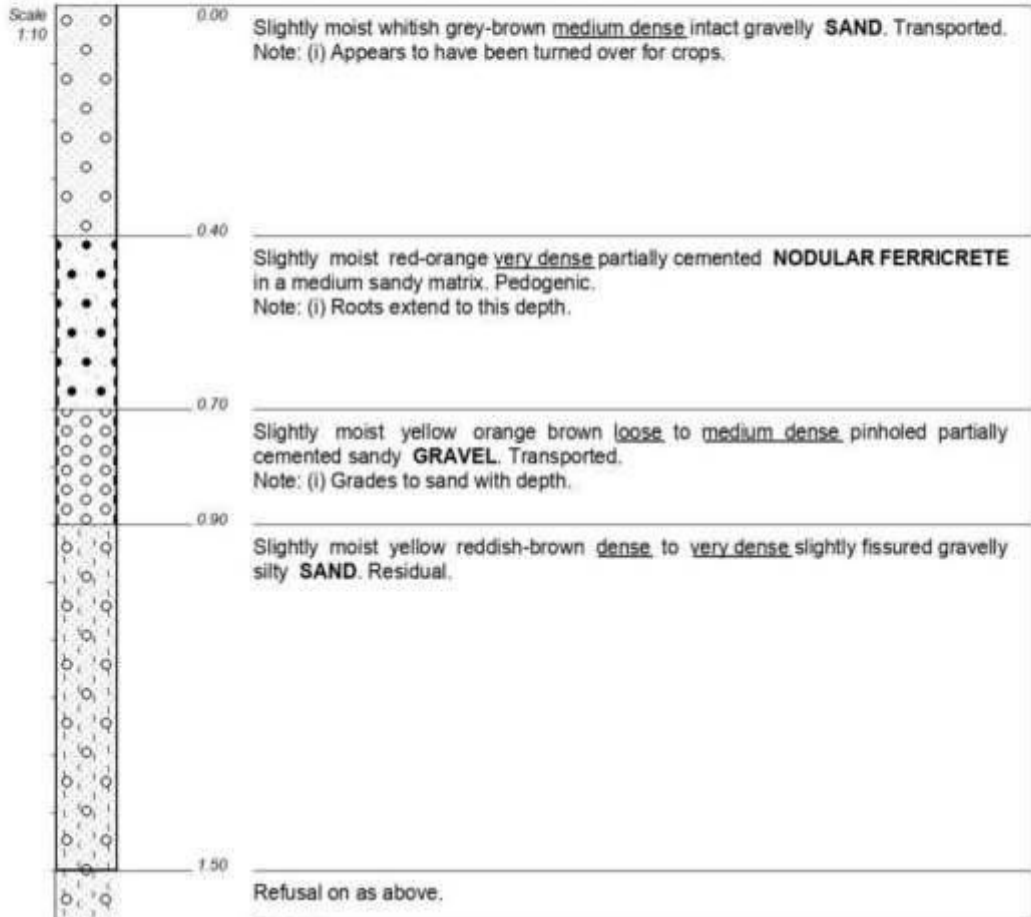 Scale
1:10
0.00
Slightly moist whitish grey-brown medium dense intact gravelly SAND. Transported.
Note: (i) Appears to have been turned over for crops.
0.40
Slightly moist red-orange very dense partially cemented NODULAR FERRICRETE
in a medium sandy matrix. Pedogenic.
Note: (i) Roots extend to this depth.
0.70
Slightly moist yellow orange brown loose to medium dense pinholed partially
cemented sandy GRAVEL. Transported.
Note: (i) Grades to sand with depth.
0.90
Slightly moist yellow reddish-brown dense to very dense slightly fissured gravelly
silty SAND. Residual.
1.50
Refusal on as above.